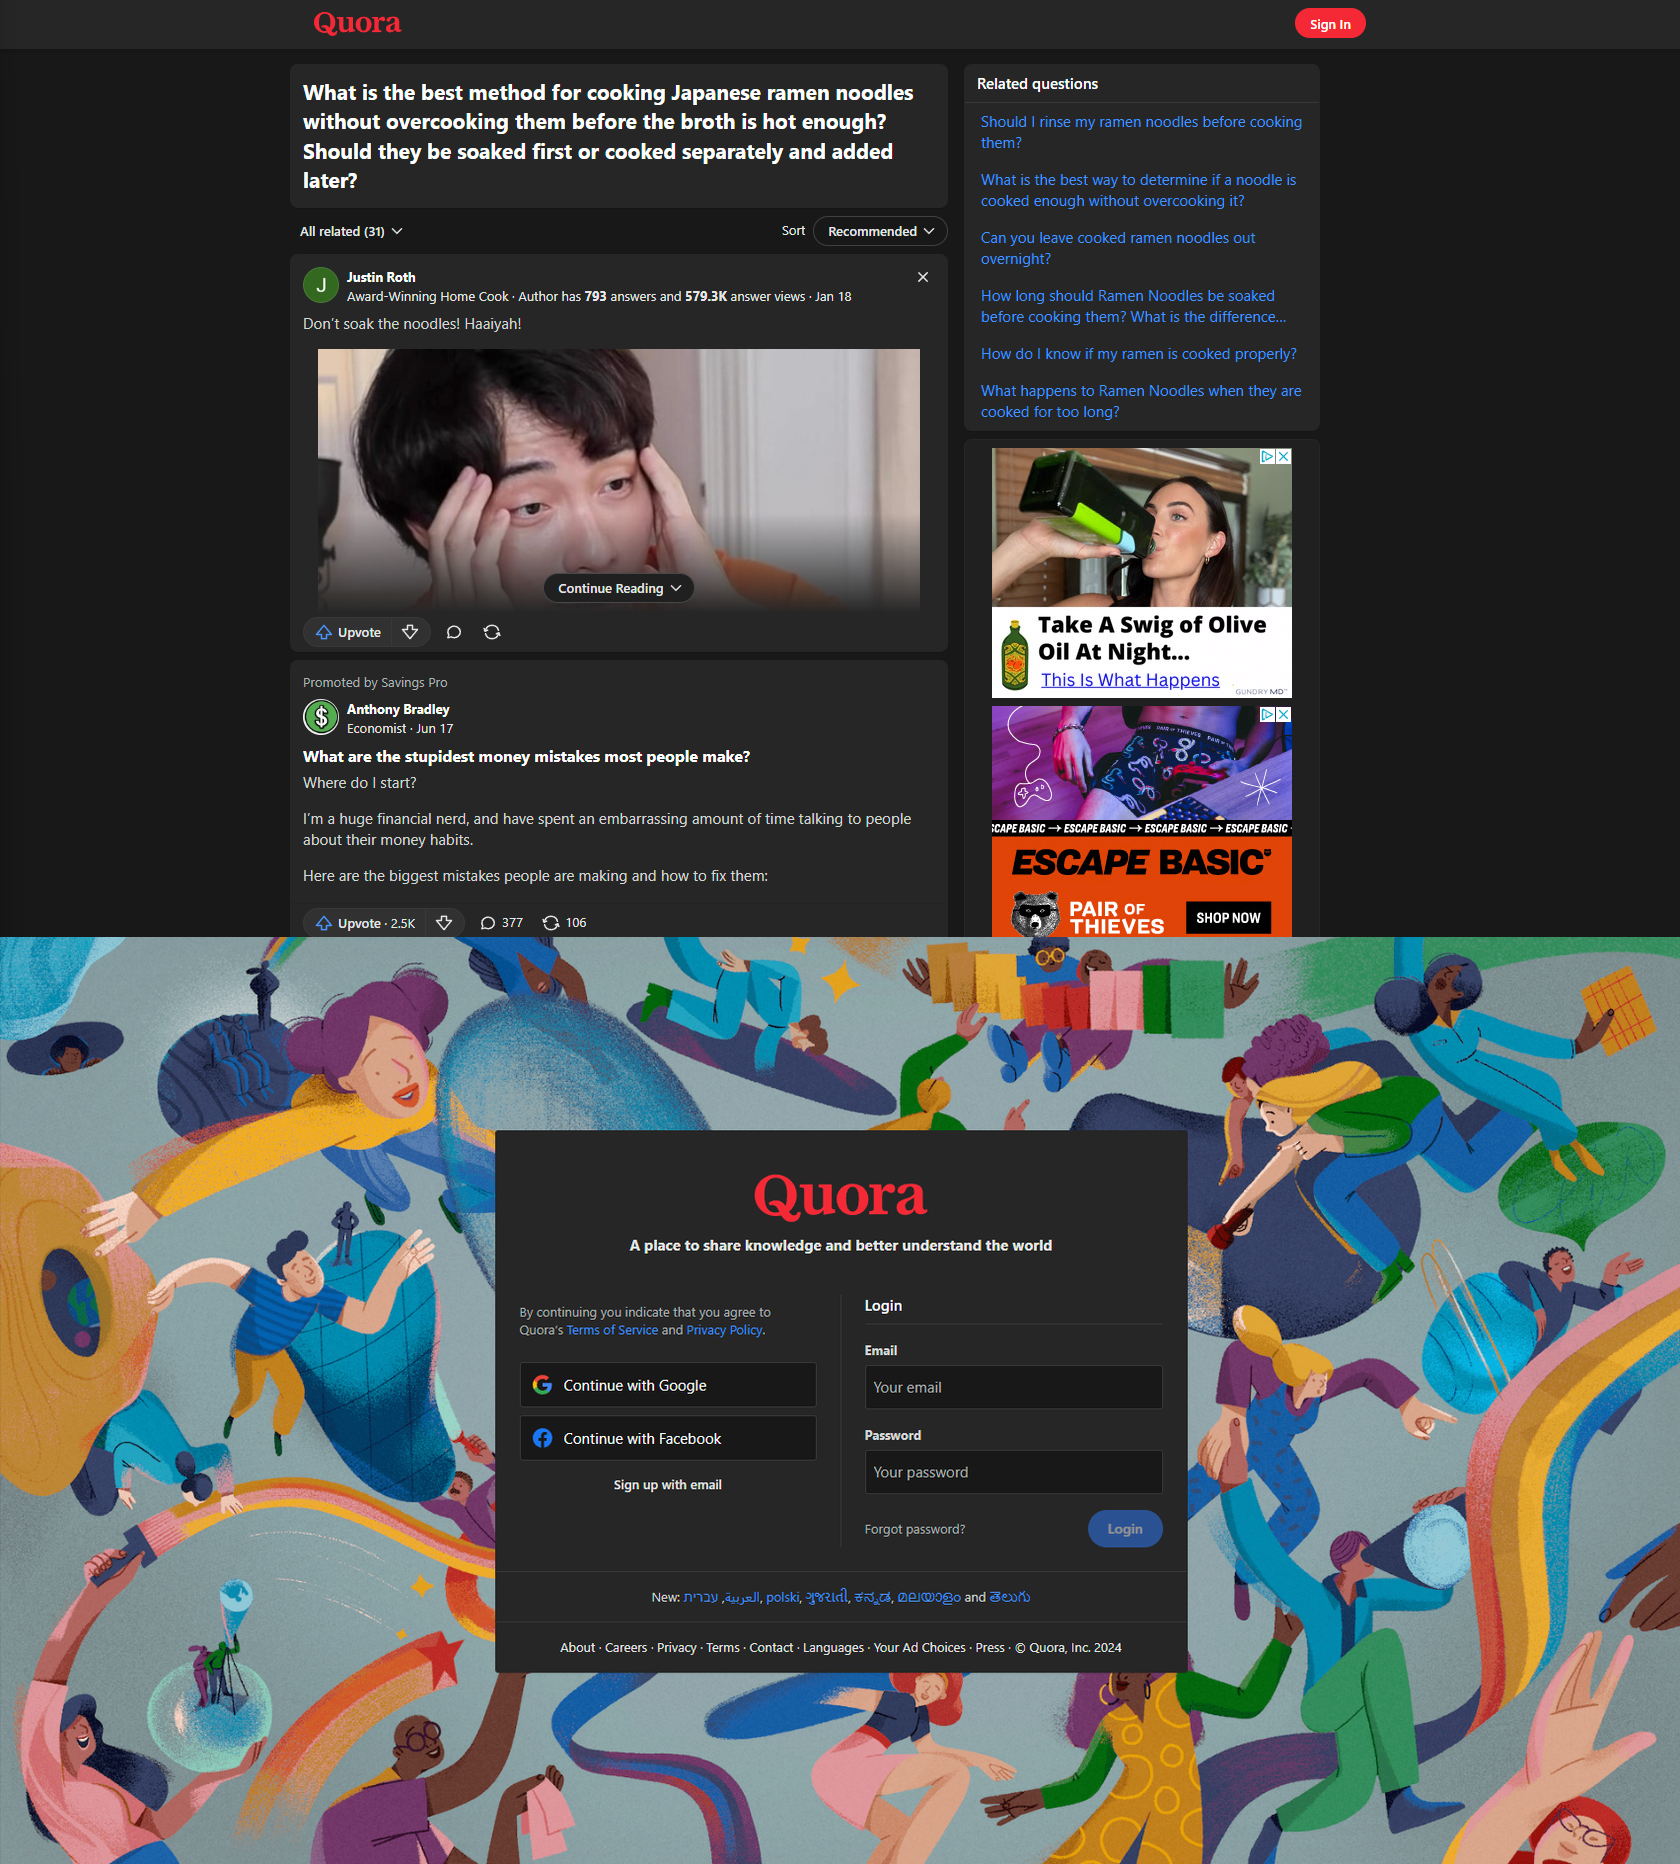 Quora
Sign In
What is the best method for cooking Japanese ramen noodles
without overcooking them before the broth is hot enough?
Should they be soaked first or cooked separately and added
later?
All related (31)
Sort
Recommended
J
Justin Roth
Award-Winning Home Cook · Author has 793 answers and 579.3K answer views · Jan 18
Don't soak the noodles! Haaiyah!
Continue Reading
Upvote
Promoted by Savings Pro
$
Anthony Bradley
Economist · Jun 17
What are the stupidest money mistakes most people make?
Where do I start?
I'm a huge financial nerd, and have spent an embarrassing amount of time talking to people
about their money habits.
Here are the biggest mistakes people are making and how to fix them:
Upvote · 2.5K
377
106
Related questions
Should I rinse my ramen noodles before cooking
them?
What is the best way to determine if a noodle is
cooked enough without overcooking it?
Can you leave cooked ramen noodles out
overnight?
How long should Ramen Noodles be soaked
before cooking them? What is the difference...
How do I know if my ramen is cooked properly?
What happens to Ramen Noodles when they are
cooked for too long?
Take A Swig of Olive
Oil At Night...
This Is What Happens
GUNDRY MD™
PAIR OF THIEVES
SCAPE BASIC → ESCAPE BASIC → ESCAPE BASIC → ESCAPE BASIC
ESCAPE BASIC
PAIR OF
THIEVES
SHOP NOW
Quora
A place to share knowledge and better understand the world
By continuing you indicate that you agree to
Quora's Terms of Service and Privacy Policy.
Continue with Google
Continue with Facebook
Sign up with email
Login
Email
Your email
Password
Your password
Forgot password?
Login
New: עברית, العربية, polski, ગુજરાતી, ಕನ್ನಡ, മലയാളം and తెలుగు
About · Careers · Privacy · Terms · Contact · Languages · Your Ad Choices · Press · © Quora, Inc. 2024